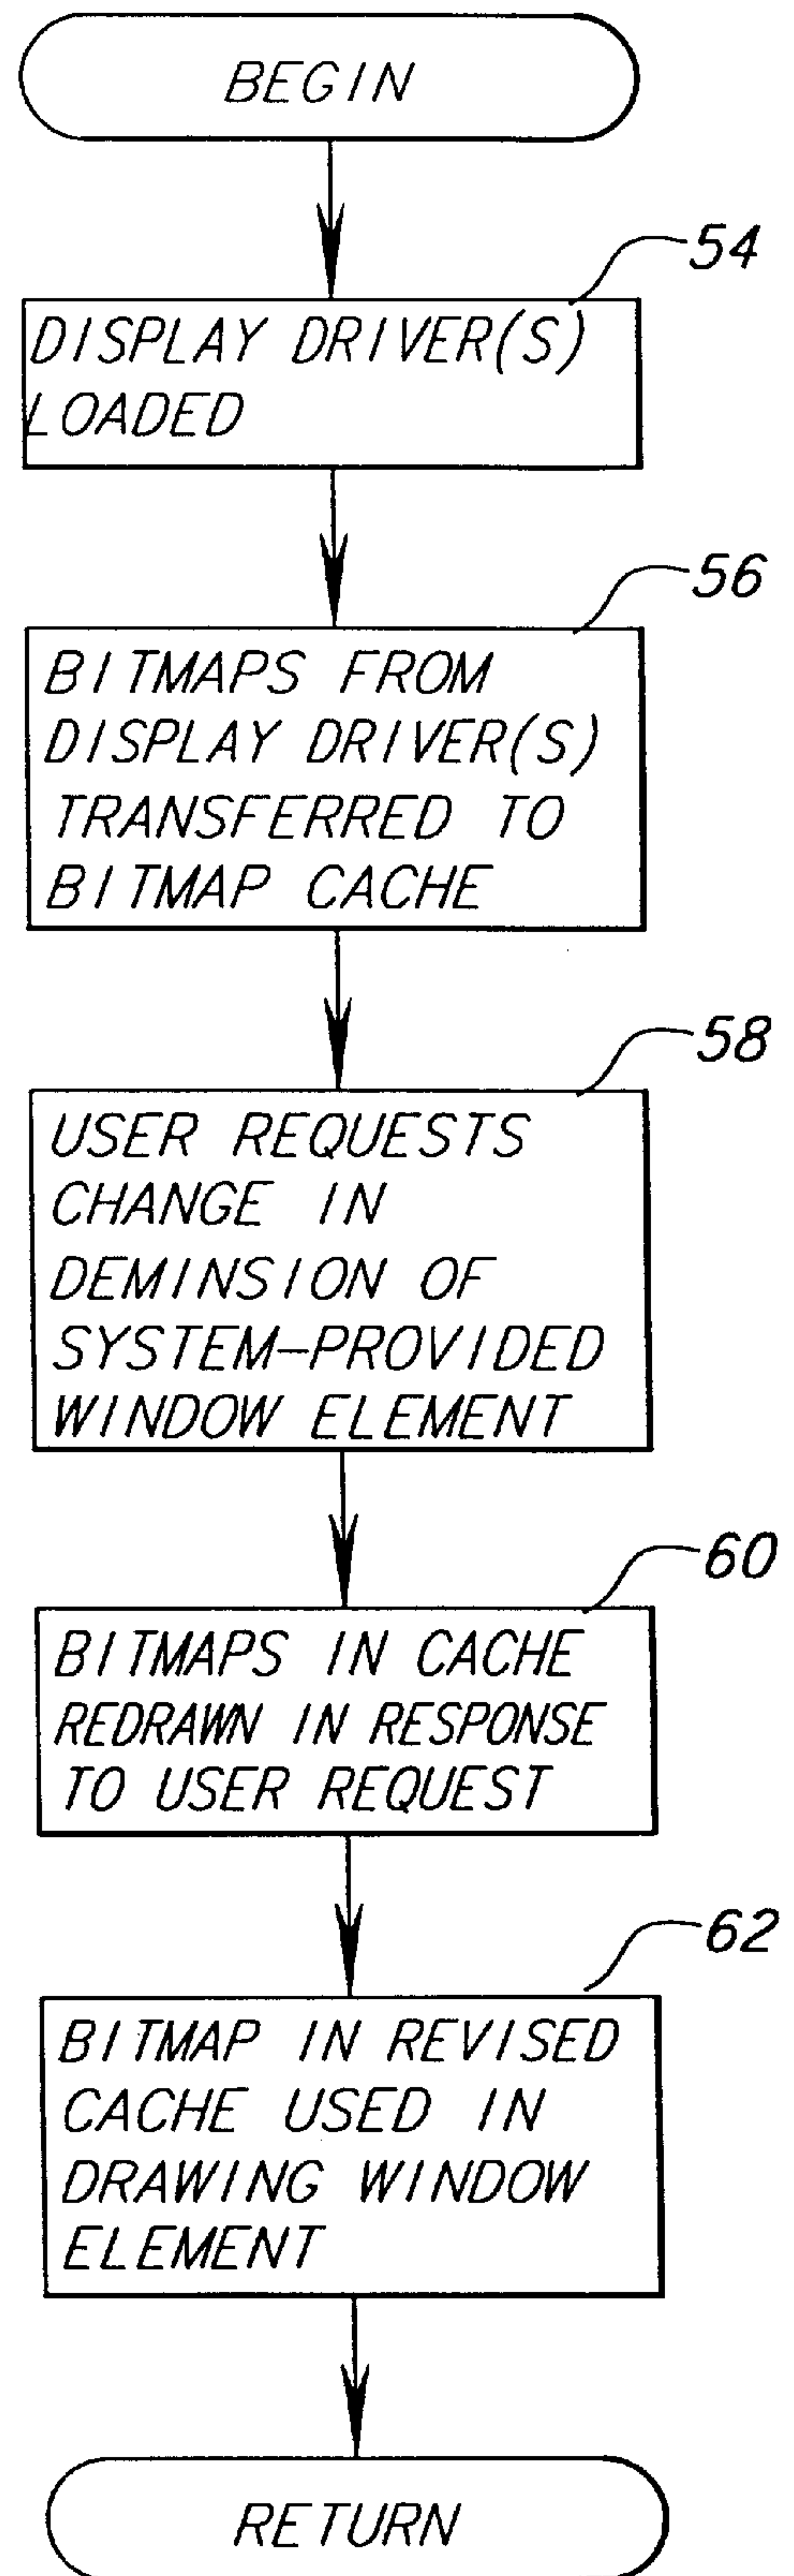 BEGIN
54
DISPLAY DRIVER(S)
LOADED
56
BITMAPS FROM
DISPLAY DRIVER(S)
TRANSFERRED TO
BITMAP CACHE
58
USER REQUESTS
CHANGE IN
DEMINSION OF
SYSTEM-PROVIDED
WINDOW ELEMENT
60
BITMAPS IN CACHE
REDRAWN IN RESPONSE
TO USER REQUEST
62
BITMAP IN REVISED
CACHE USED IN
DRAWING WINDOW
ELEMENT
RETURN